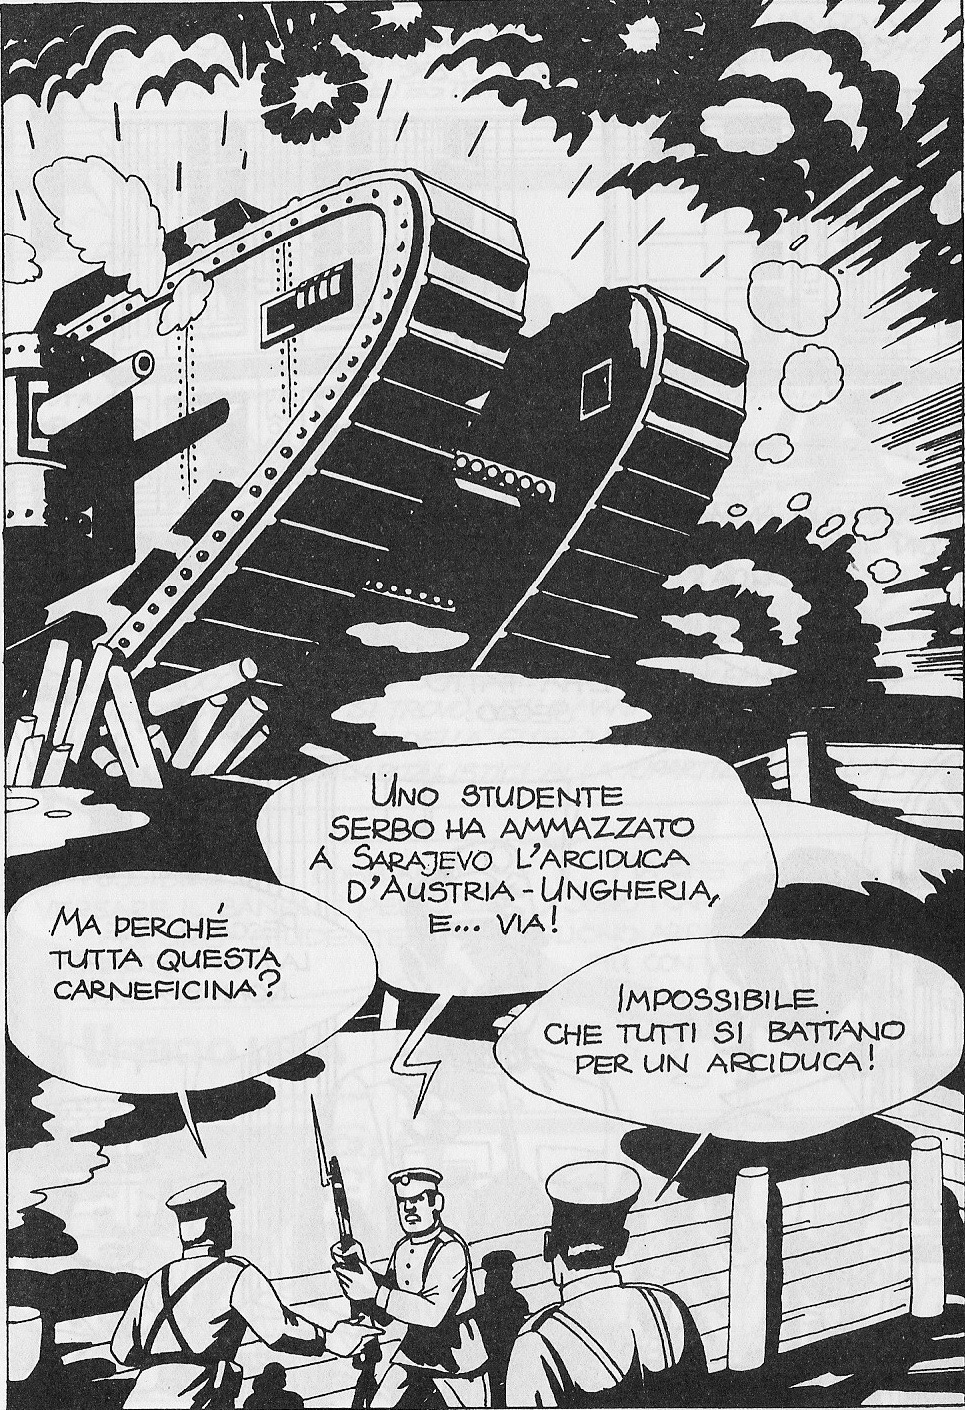 Ma perché
tutta questa
carneficina?
Uno studente
serbo ha ammazzato
a Sarajevo l'arciduca
d'Austria-Ungheria,
e... via!
Impossibile
che tutti si battano
per un arciduca!